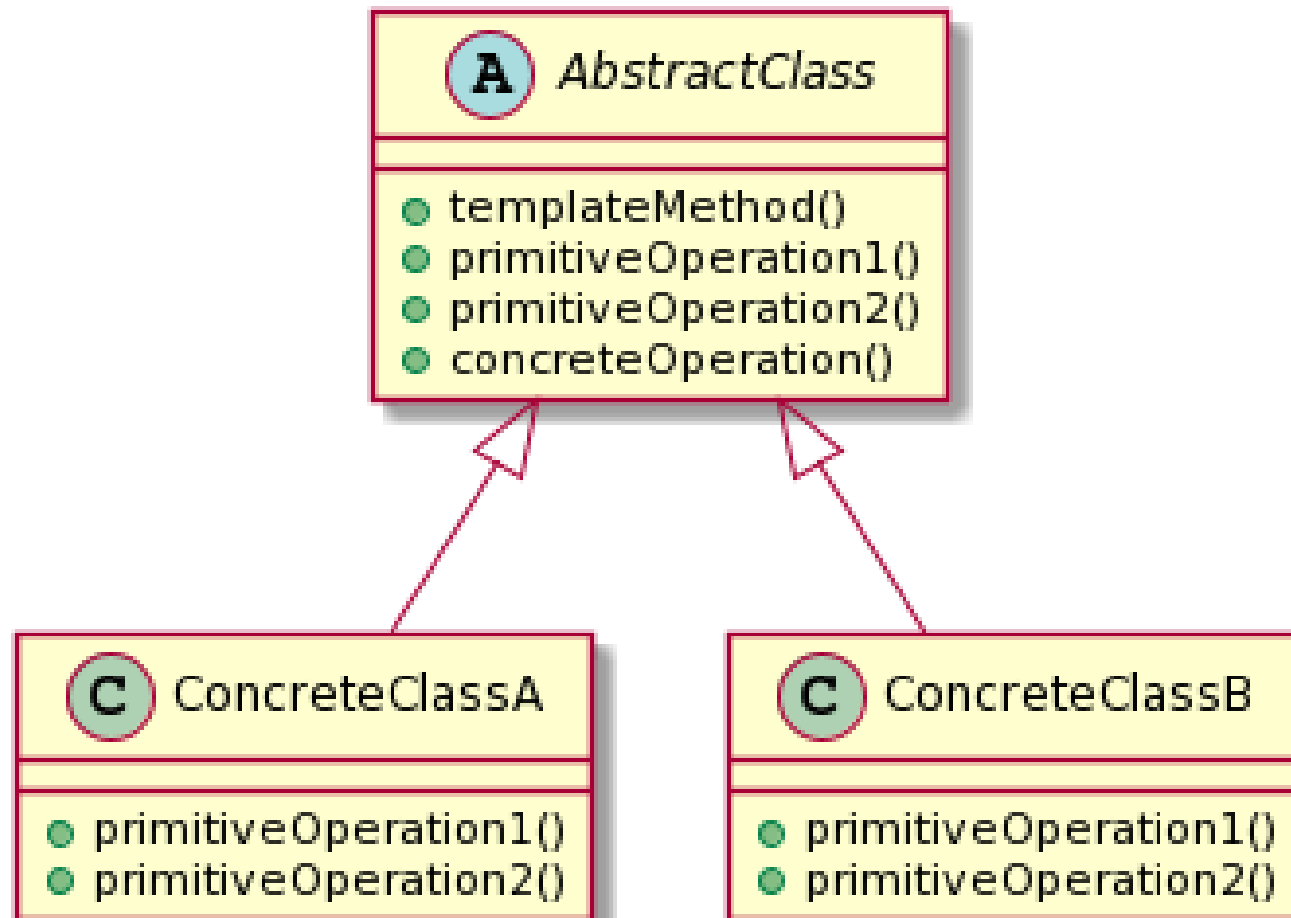 A AbstractClass
templateMethod()
primitiveOperation1()
primitiveOperation2()
concreteOperation()
C ConcreteClassA
primitiveOperation1()
primitiveOperation2()
C ConcreteClassB
primitiveOperation1()
primitiveOperation2()